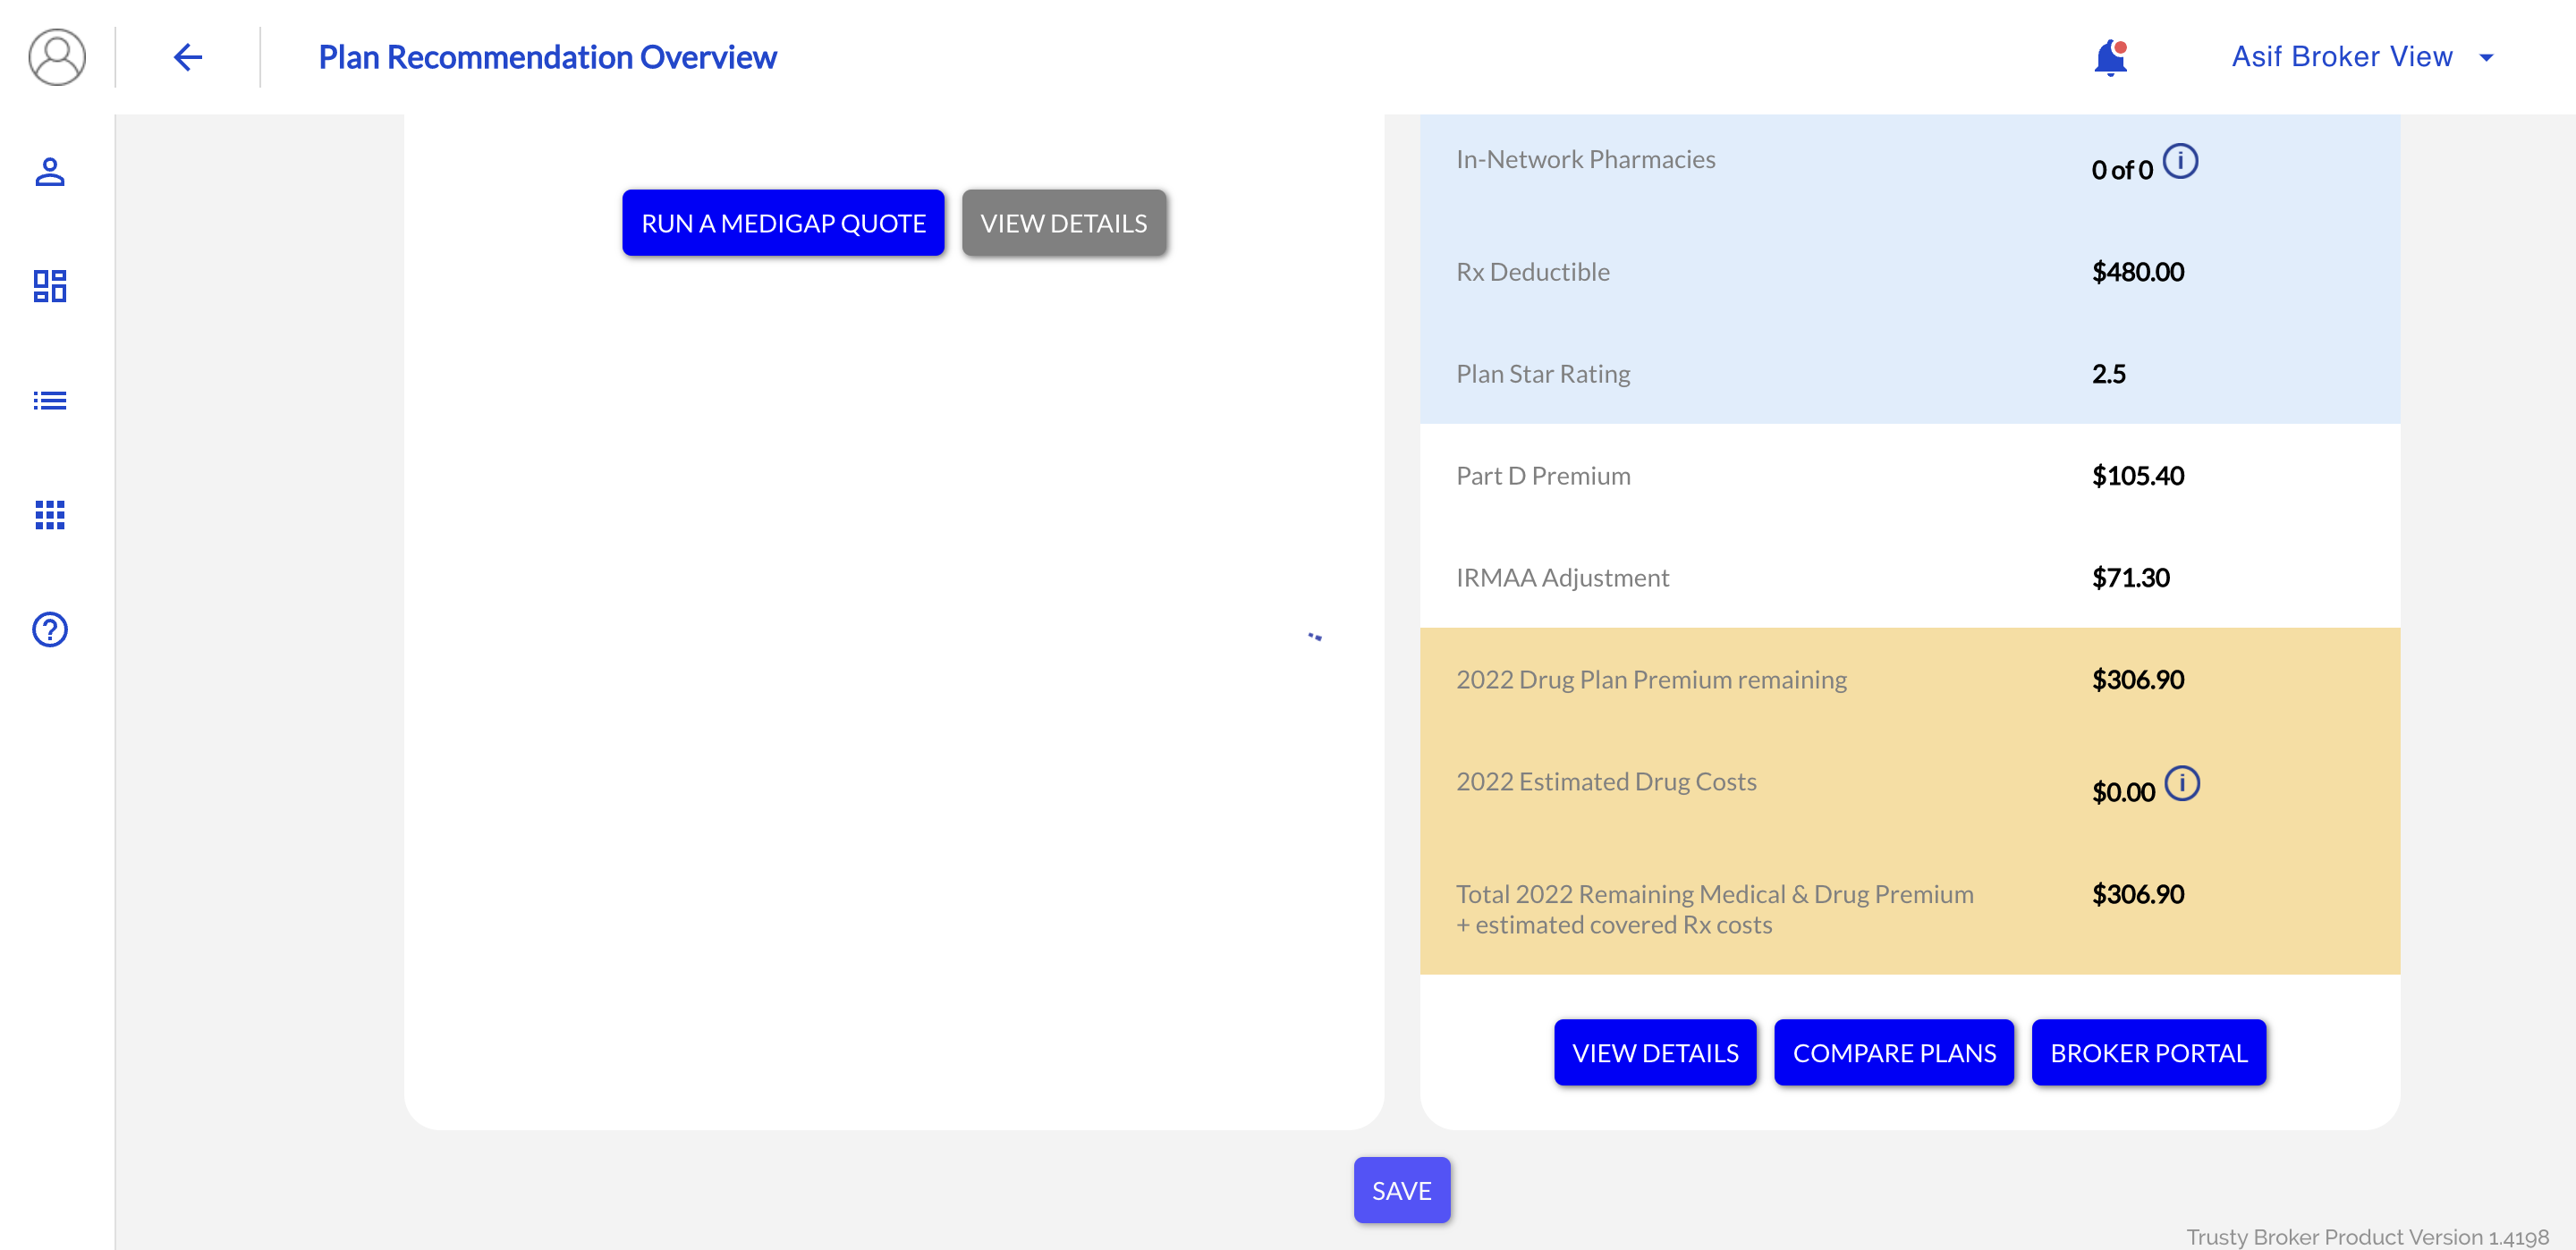 Plan Recommendation Overview
Asif Broker View
RUN A MEDIGAP QUOTE
VIEW DETAILS
In-Network Pharmacies
0 of 0
Rx Deductible
$480.00
Plan Star Rating
2.5
Part D Premium
$105.40
IRMAA Adjustment
$71.30
2022 Drug Plan Premium remaining
$306.90
2022 Estimated Drug Costs
$0.00
Total 2022 Remaining Medical & Drug Premium
+ estimated covered Rx costs
$306.90
VIEW DETAILS
COMPARE PLANS
BROKER PORTAL
SAVE
Trusty Broker Product Version 1.4198